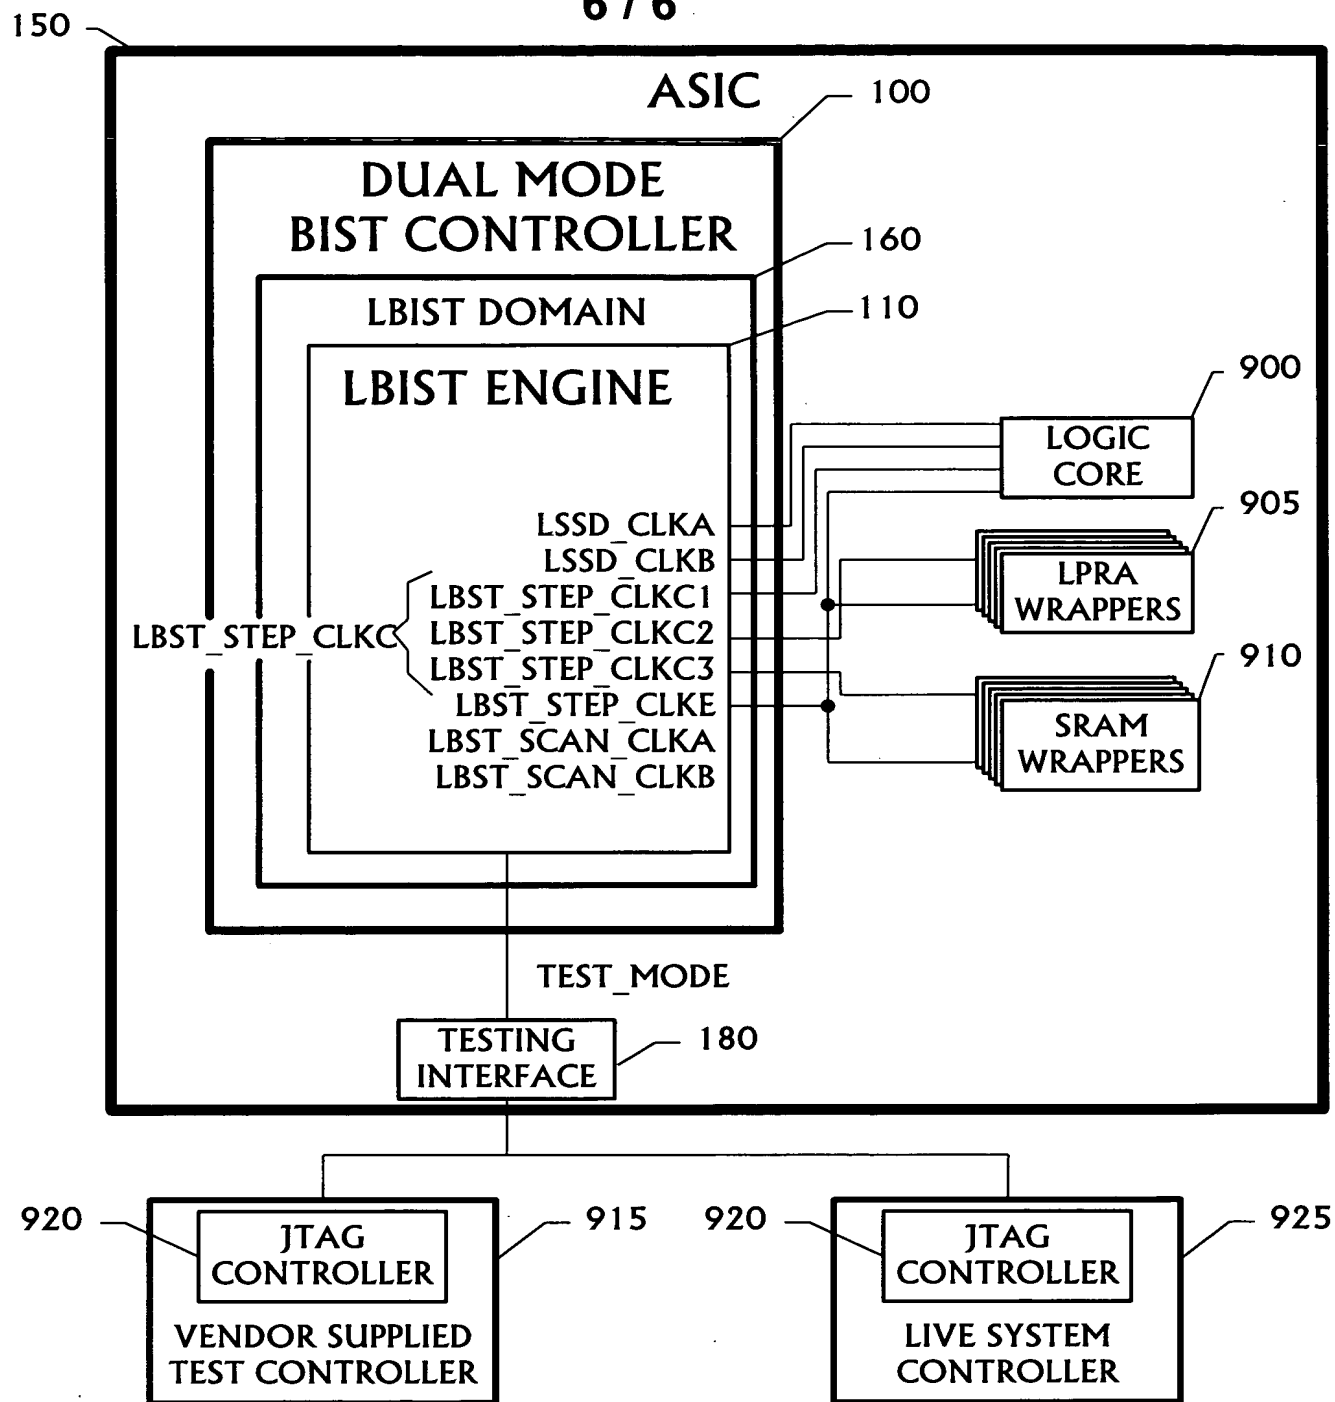 6 / 6
150
ASIC
100
DUAL MODE
BIST CONTROLLER
160
LBIST DOMAIN
110
LBIST ENGINE
900
LOGIC
CORE
905
LSSD_CLKA
LSSD_CLKB
LBST_STEP_CLKC1
LBST_STEP_CLKC
LBST_STEP_CLKC2
LBST_STEP_CLKC3
LBST_STEP_CLKE
LBST_SCAN_CLKA
LBST_SCAN_CLKB
LPRA
WRAPPERS
910
SRAM
WRAPPERS
TEST_MODE
TESTING
INTERFACE
180
920
JTAG
CONTROLLER
915
VENDOR SUPPLIED
TEST CONTROLLER
920
JTAG
CONTROLLER
925
LIVE SYSTEM
CONTROLLER